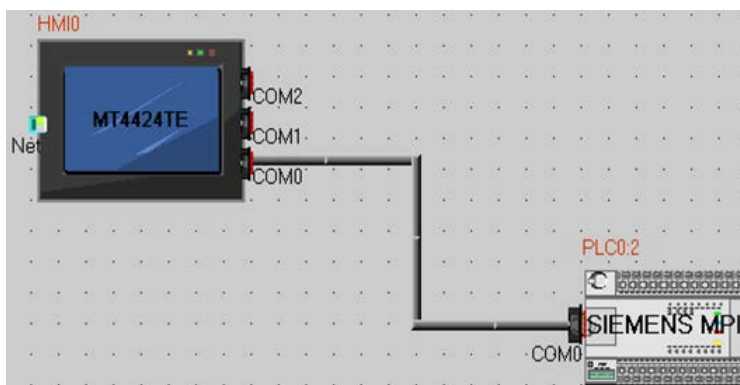 HMI0
MT4424TE
COM2
COM1
Net
COM0
PLC0:2
SIEMENS MPI
COM0